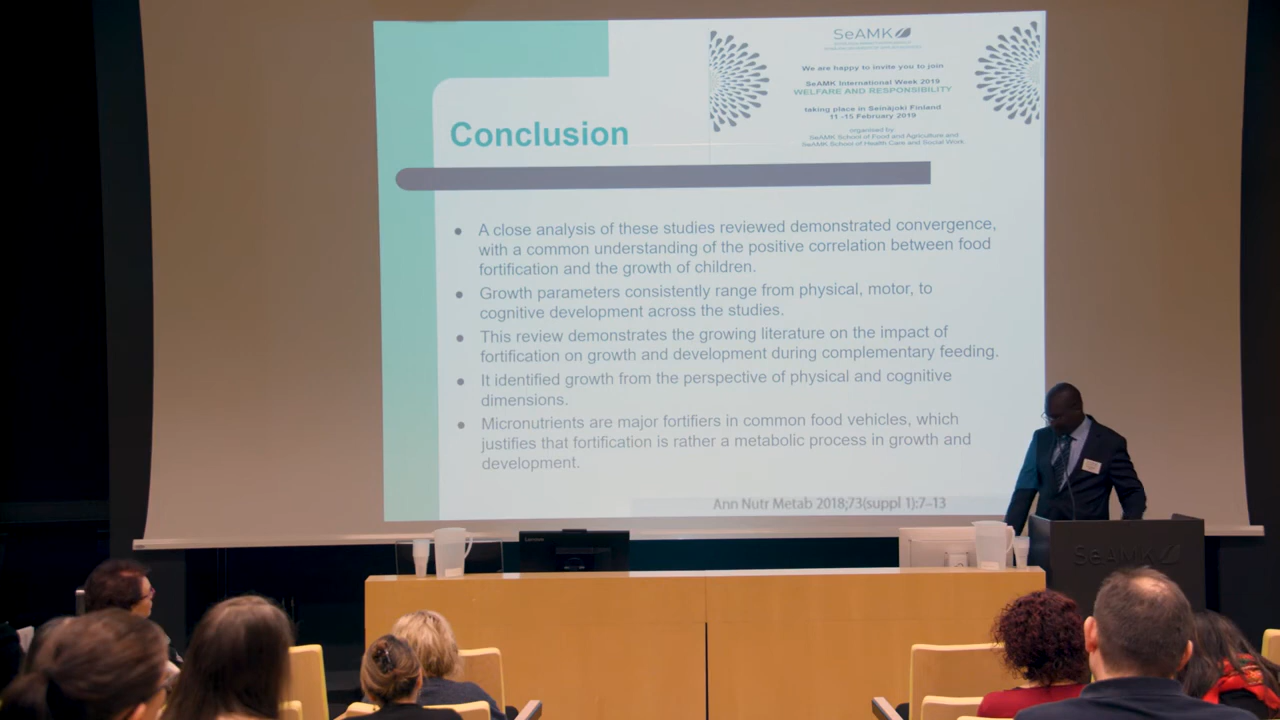 SeAMK
We are happy to invite you to join
SeAMK International Week 2019
WELFARE AND RESPONSIBILITY
taking place in Seinäjoki Finland
11 -15 February 2019
organised by
SeAMK School of Food and Agriculture and
SeAMK School of Health Care and Social Work
Conclusion
● A close analysis of these studies reviewed demonstrated convergence,
with a common understanding of the positive correlation between food
fortification and the growth of children.
● Growth parameters consistently range from physical, motor, to
cognitive development across the studies.
● This review demonstrates the growing literature on the impact of
fortification on growth and development during complementary feeding.
● It identified growth from the perspective of physical and cognitive
dimensions.
● Micronutrients are major fortifiers in common food vehicles, which
justifies that fortification is rather a metabolic process in growth and
development.
Ann Nutr Metab 2018;73(suppl 1):7–13
Lenovo
SeAMK